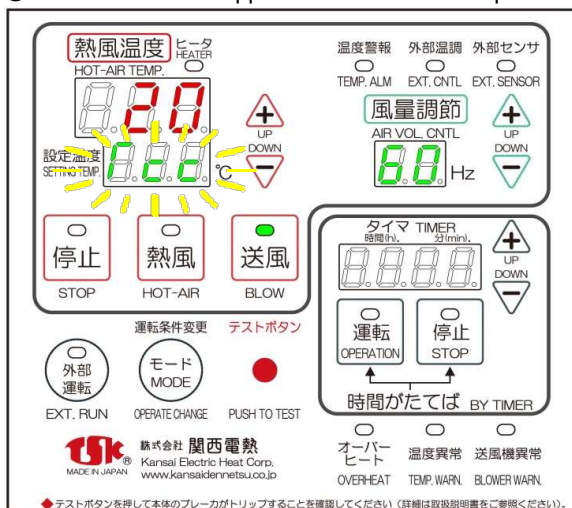 熱風温度 ヒータ
HEATER
HOT-AIR TEMP.
20
設定温度
SETTING TEMP.
℃
UP
DOWN
停止
STOP
熱風
HOT-AIR
送風
BLOW
温度警報 外部温調 外部センサ
TEMP. ALM EXT. CNTL EXT. SENSOR
風量調節
AIR VOL. CNTL
60 Hz
UP
DOWN
タイマ TIMER
時間(h). 分(min).
UP
DOWN
運転
OPERATION
停止
STOP
時間がたてば BY TIMER
運転条件変更 テストボタン
外部
運転
EXT. RUN
モード
MODE
OPERATE CHANGE
PUSH TO TEST
TSK
MADE IN JAPAN
株式会社 関西電熱
Kansai Electric Heat Corp.
www.kansaidennetsu.co.jp
オーバー
ヒート
OVERHEAT
温度異常
TEMP. WARN.
送風機異常
BLOWER WARN.
◆テストボタンを押して本体のブレーカがトリップすることを確認してください（詳細は取扱説明書をご参照ください）。